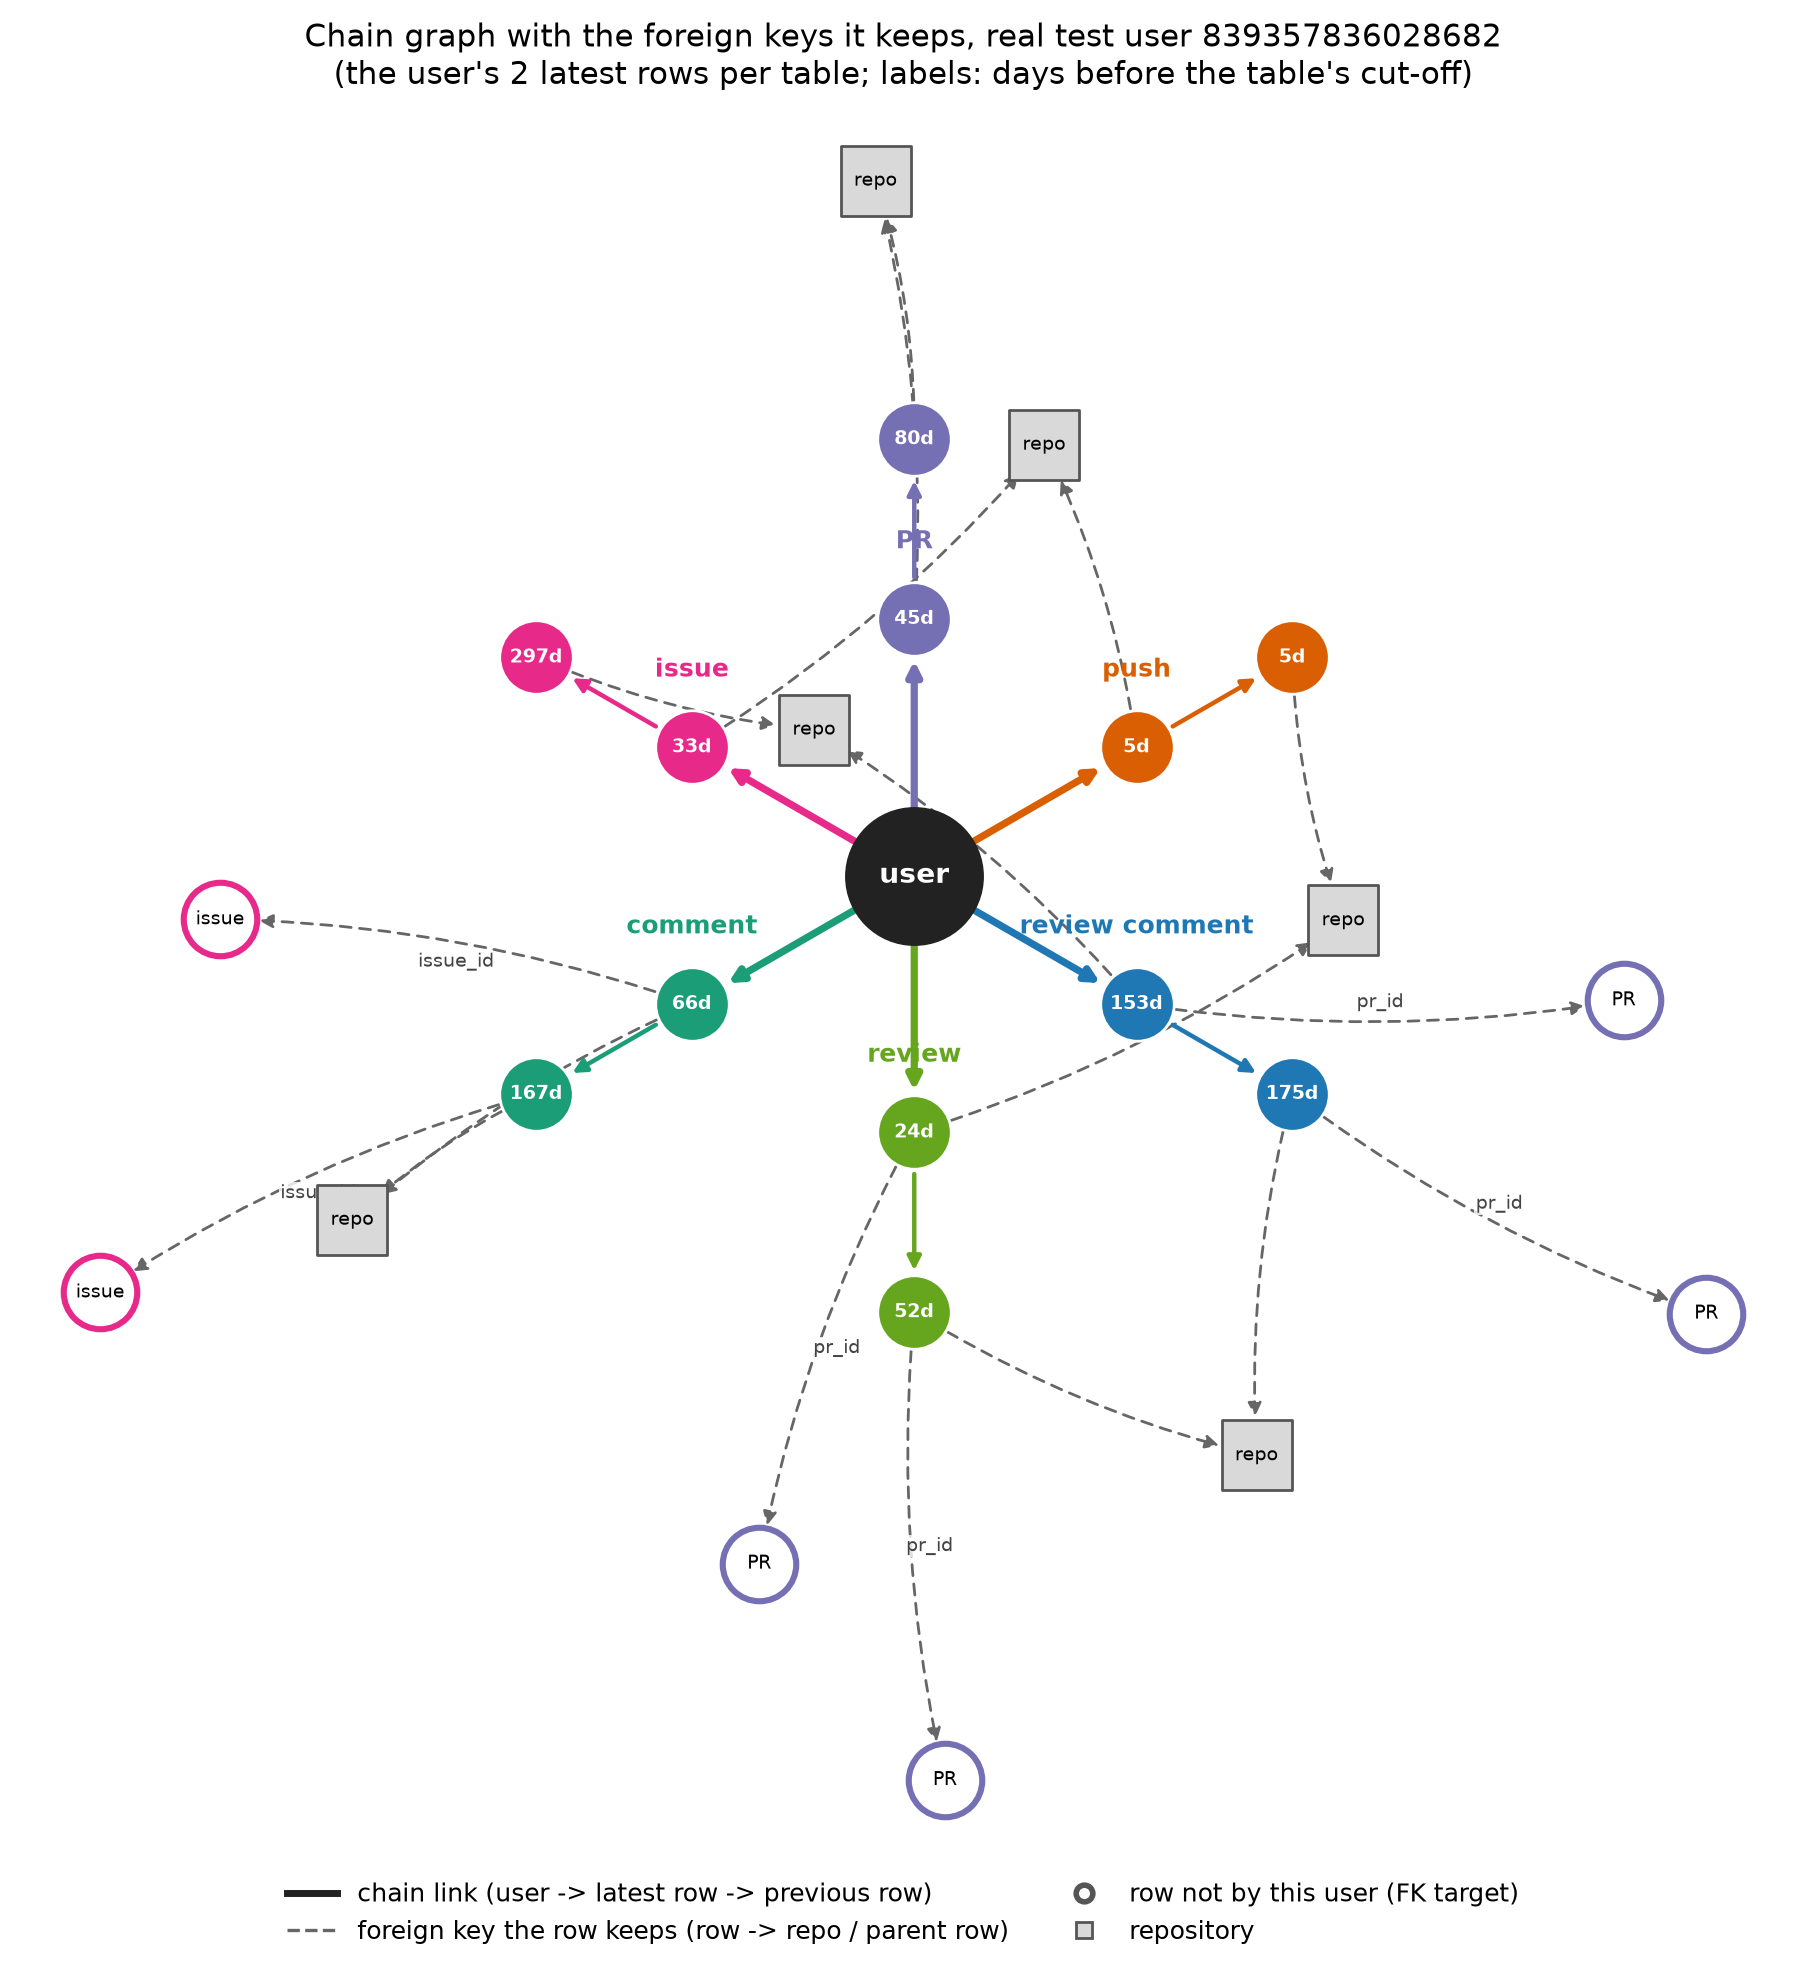 Chain graph with the foreign keys it keeps, real test user 839357836028682
(the user's 2 latest rows per table; labels: days before the table's cut-off)
repo
80d
repo
PR
45d
297d
issue
push
5d
repo
33d
5d
user
issue
comment
review comment
repo
issue_id
66d
153d
pr_id
PR
review
167d
24d
175d
issu
repo
pr_id
issue
52d
PR
pr_id
repo
pr_id
PR
PR
chain link (user -> latest row -> previous row)
foreign key the row keeps (row -> repo / parent row)
row not by this user (FK target)
repository